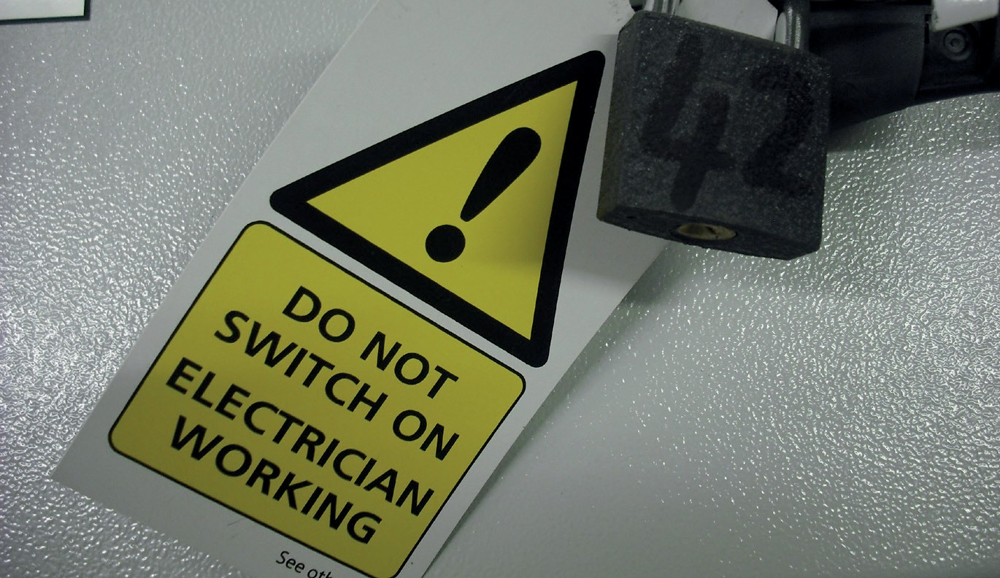 42
DO NOT
SWITCH ON
ELECTRICIAN
WORKING
See